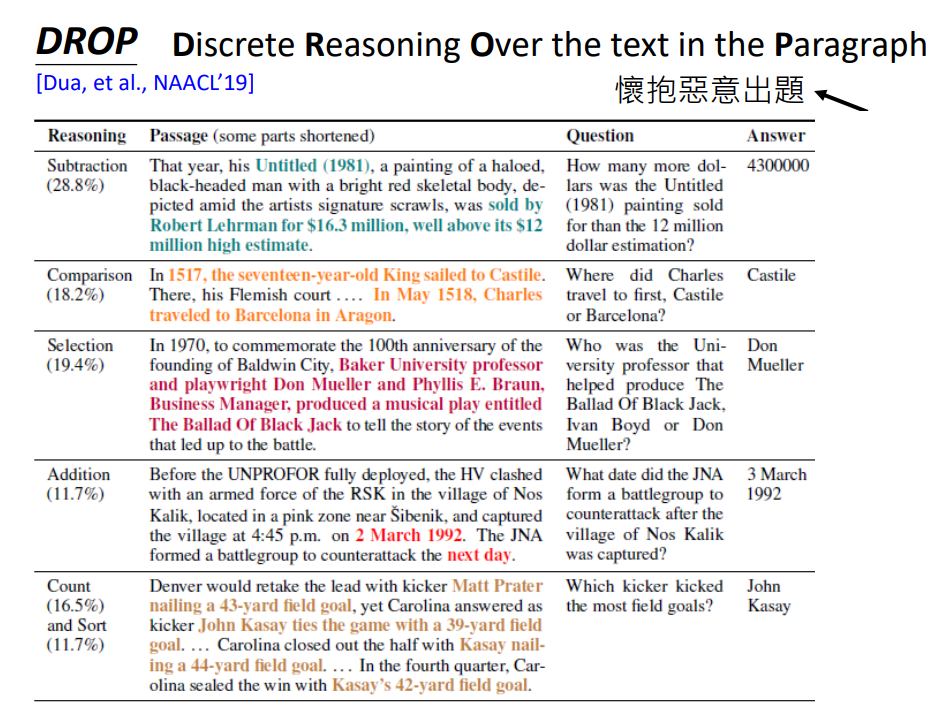 DROP Discrete Reasoning Over the text in the Paragraph
[Dua, et al., NAACL'19]
懷抱惡意出題
Reasoning Passage (some parts shortened) Question Answer
Subtraction
(28.8%)
That year, his Untitled (1981), a painting of a haloed,
black-headed man with a bright red skeletal body, de-
picted amid the artists signature scrawls, was sold by
Robert Lehrman for $16.3 million, well above its $12
million high estimate.
How many more dol-
lars was the Untitled
(1981) painting sold
for than the 12 million
dollar estimation?
4300000
Comparison
(18.2%)
In 1517, the seventeen-year-old King sailed to Castile.
There, his Flemish court .... In May 1518, Charles
traveled to Barcelona in Aragon.
Where did Charles
travel to first, Castile
or Barcelona?
Castile
Selection
(19.4%)
In 1970, to commemorate the 100th anniversary of the
founding of Baldwin City, Baker University professor
and playwright Don Mueller and Phyllis E. Braun,
Business Manager, produced a musical play entitled
The Ballad Of Black Jack to tell the story of the events
that led up to the battle.
Who was the Uni-
versity professor that
helped produce The
Ballad Of Black Jack,
Ivan Boyd or Don
Mueller?
Don
Mueller
Addition
(11.7%)
Before the UNPROFOR fully deployed, the HV clashed
with an armed force of the RSK in the village of Nos
Kalik, located in a pink zone near Šibenik, and captured
the village at 4:45 p.m. on 2 March 1992. The JNA
formed a battlegroup to counterattack the next day.
What date did the JNA
form a battlegroup to
counterattack after the
village of Nos Kalik
was captured?
3 March
1992
Count
(16.5%)
and Sort
(11.7%)
Denver would retake the lead with kicker Matt Prater
nailing a 43-yard field goal, yet Carolina answered as
kicker John Kasay ties the game with a 39-yard field
goal. ... Carolina closed out the half with Kasay nail-
ing a 44-yard field goal. ... In the fourth quarter, Car-
olina sealed the win with Kasay's 42-yard field goal.
Which kicker kicked
the most field goals?
John
Kasay